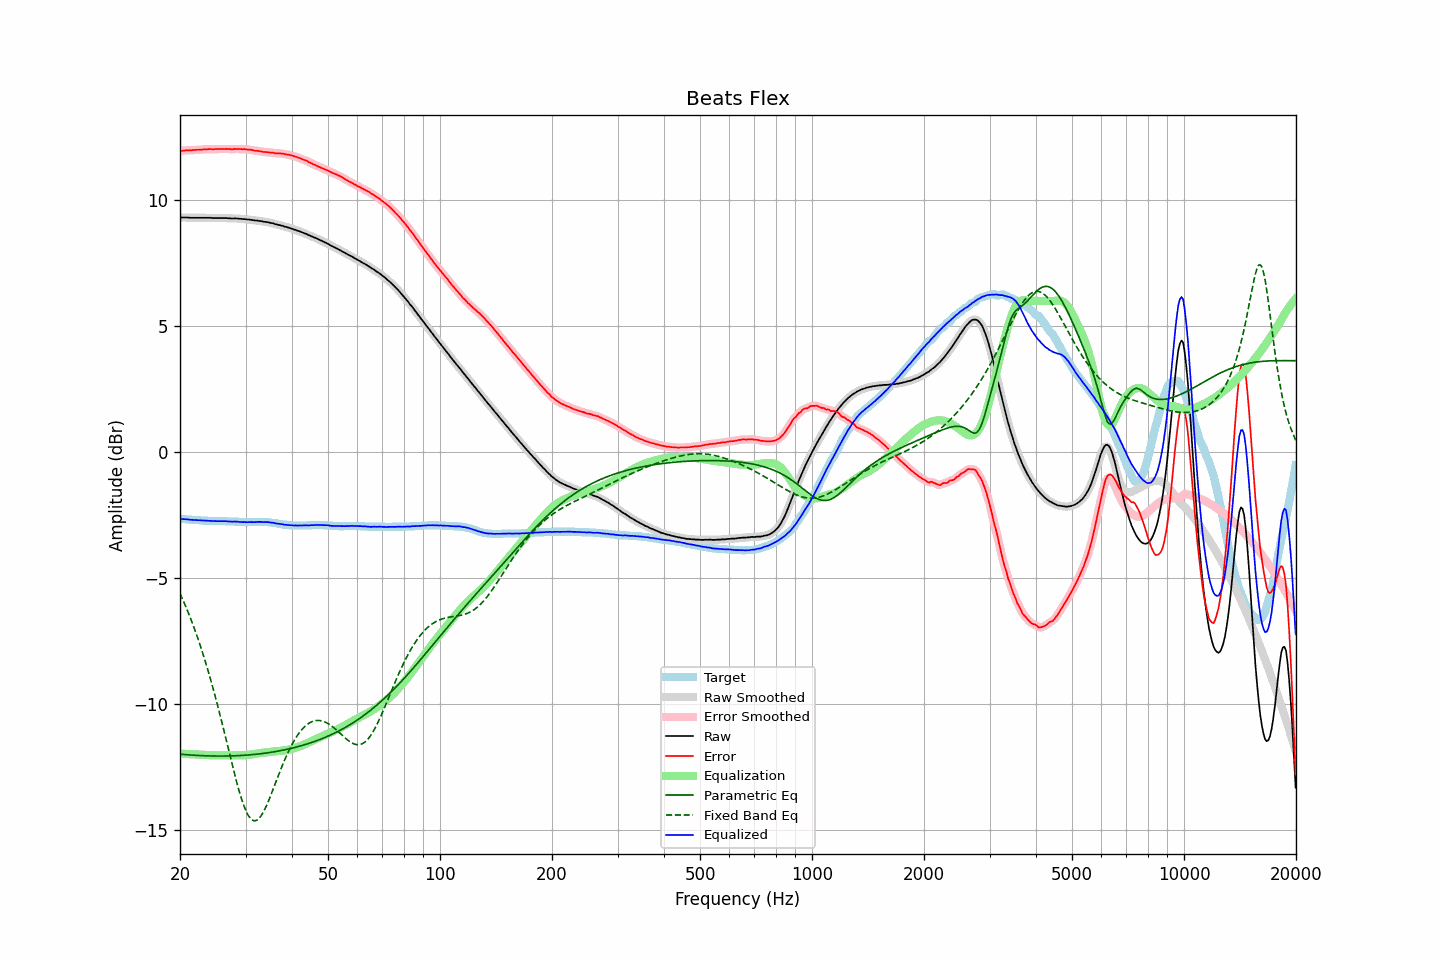 Beats Flex
Amplitude (dBr)
10
5
0
−5
−10
−15
20
50
100
200
500
1000
2000
5000
10000
20000
Frequency (Hz)
Target
Raw Smoothed
Error Smoothed
Raw
Error
Equalization
Parametric Eq
Fixed Band Eq
Equalized